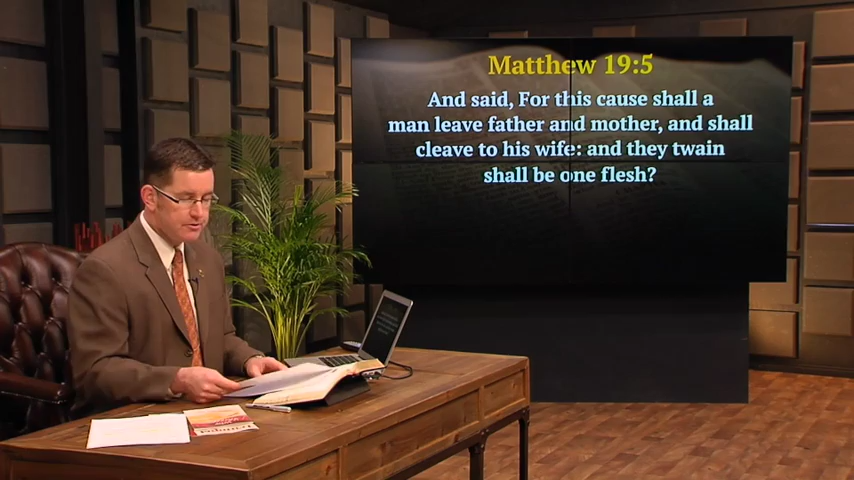 Matthew 19:5
And said, For this cause shall a
man leave father and mother, and shall
cleave to his wife: and they twain
shall be one flesh?